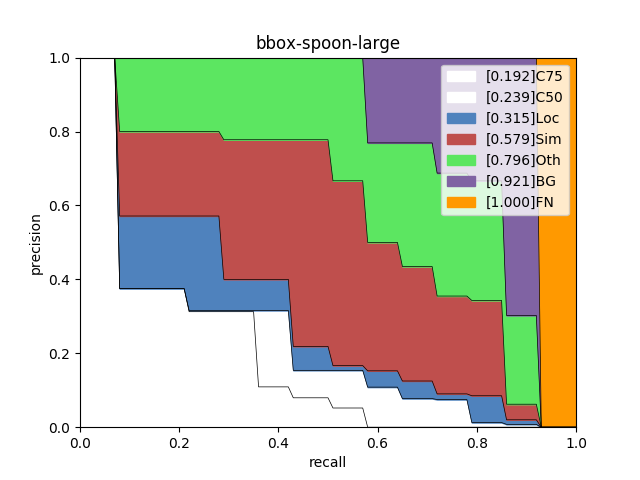 bbox-spoon-large
1.0
0.8
0.6
0.4
0.2
0.0
precision
[0.192]C75
[0.239]C50
[0.315]Loc
[0.579]Sim
[0.796]Oth
[0.921]BG
[1.000]FN
0.0 0.2 0.4 0.6 0.8 1.0
recall